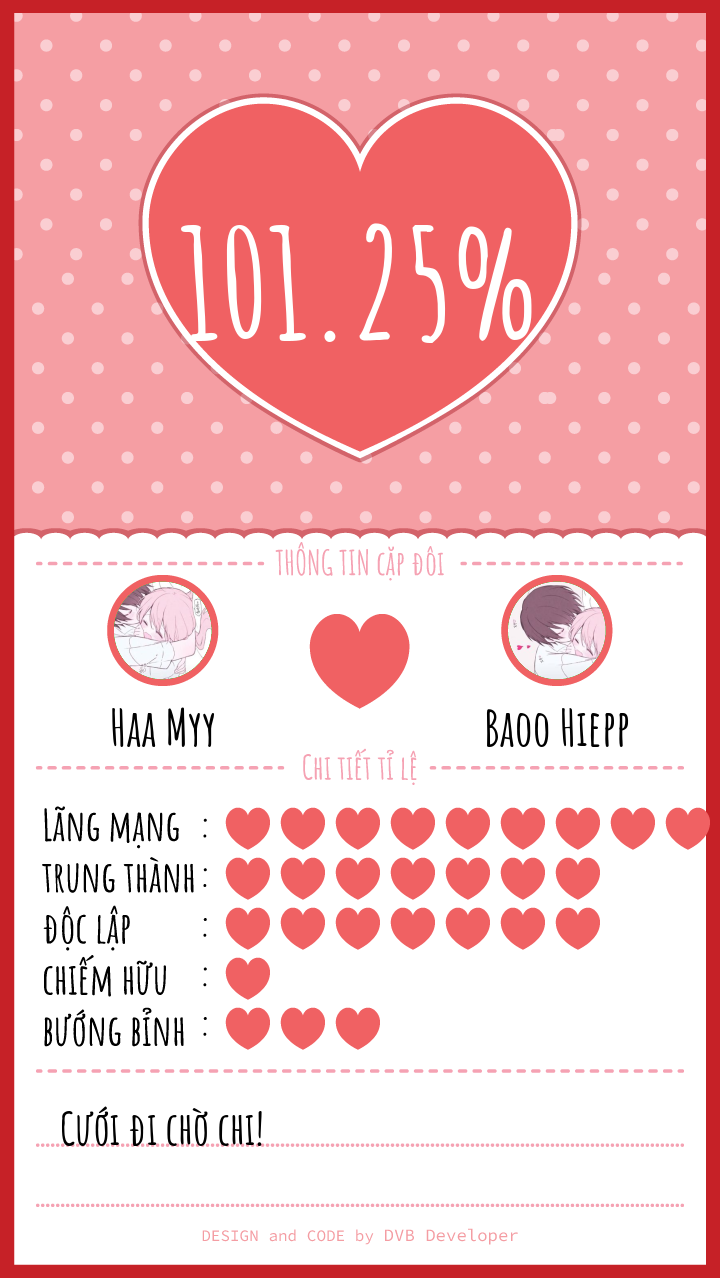 101.25%
THÔNG TIN CẶP ĐÔI
HAA MYY
BAOO HIEPP
CHI TIẾT TỈ LỆ
LÃNG MẠNG :
TRUNG THÀNH :
ĐỘC LẬP :
CHIẾM HỮU :
BƯỚNG BỈNH :
CƯỚI ĐI CHỜ CHI!
DESIGN and CODE by DVB Developer